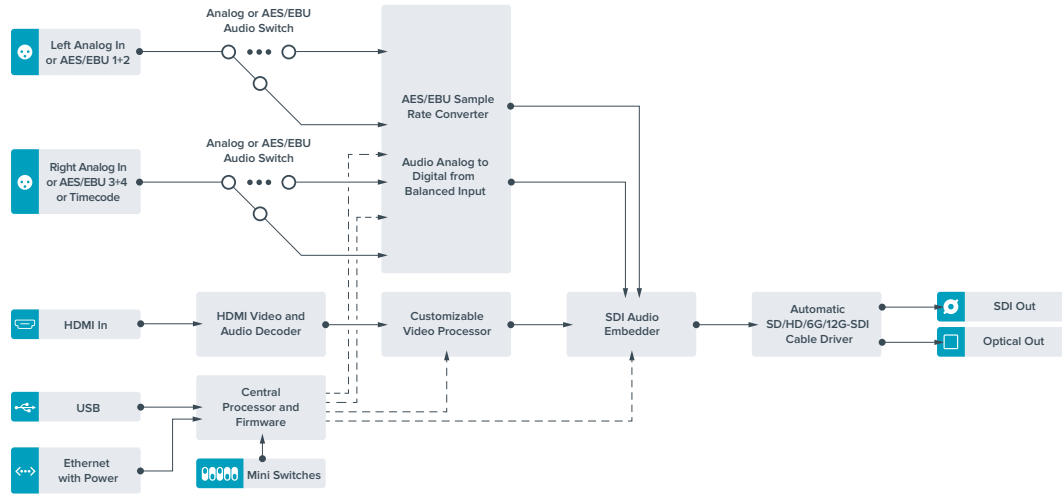 Analog or AES/EBU
Audio Switch
Left Analog In
or AES/EBU 1+2
AES/EBU Sample
Rate Converter
Analog or AES/EBU
Audio Switch
Right Analog In
or AES/EBU 3+4
or Timecode
Audio Analog to
Digital from
Balanced Input
HDMI In
HDMI Video and
Audio Decoder
Customizable
Video Processor
SDI Audio
Embedder
Automatic
SD/HD/6G/12G-SDI
Cable Driver
SDI Out
Optical Out
USB
Central
Processor and
Firmware
Ethernet
with Power
Mini Switches